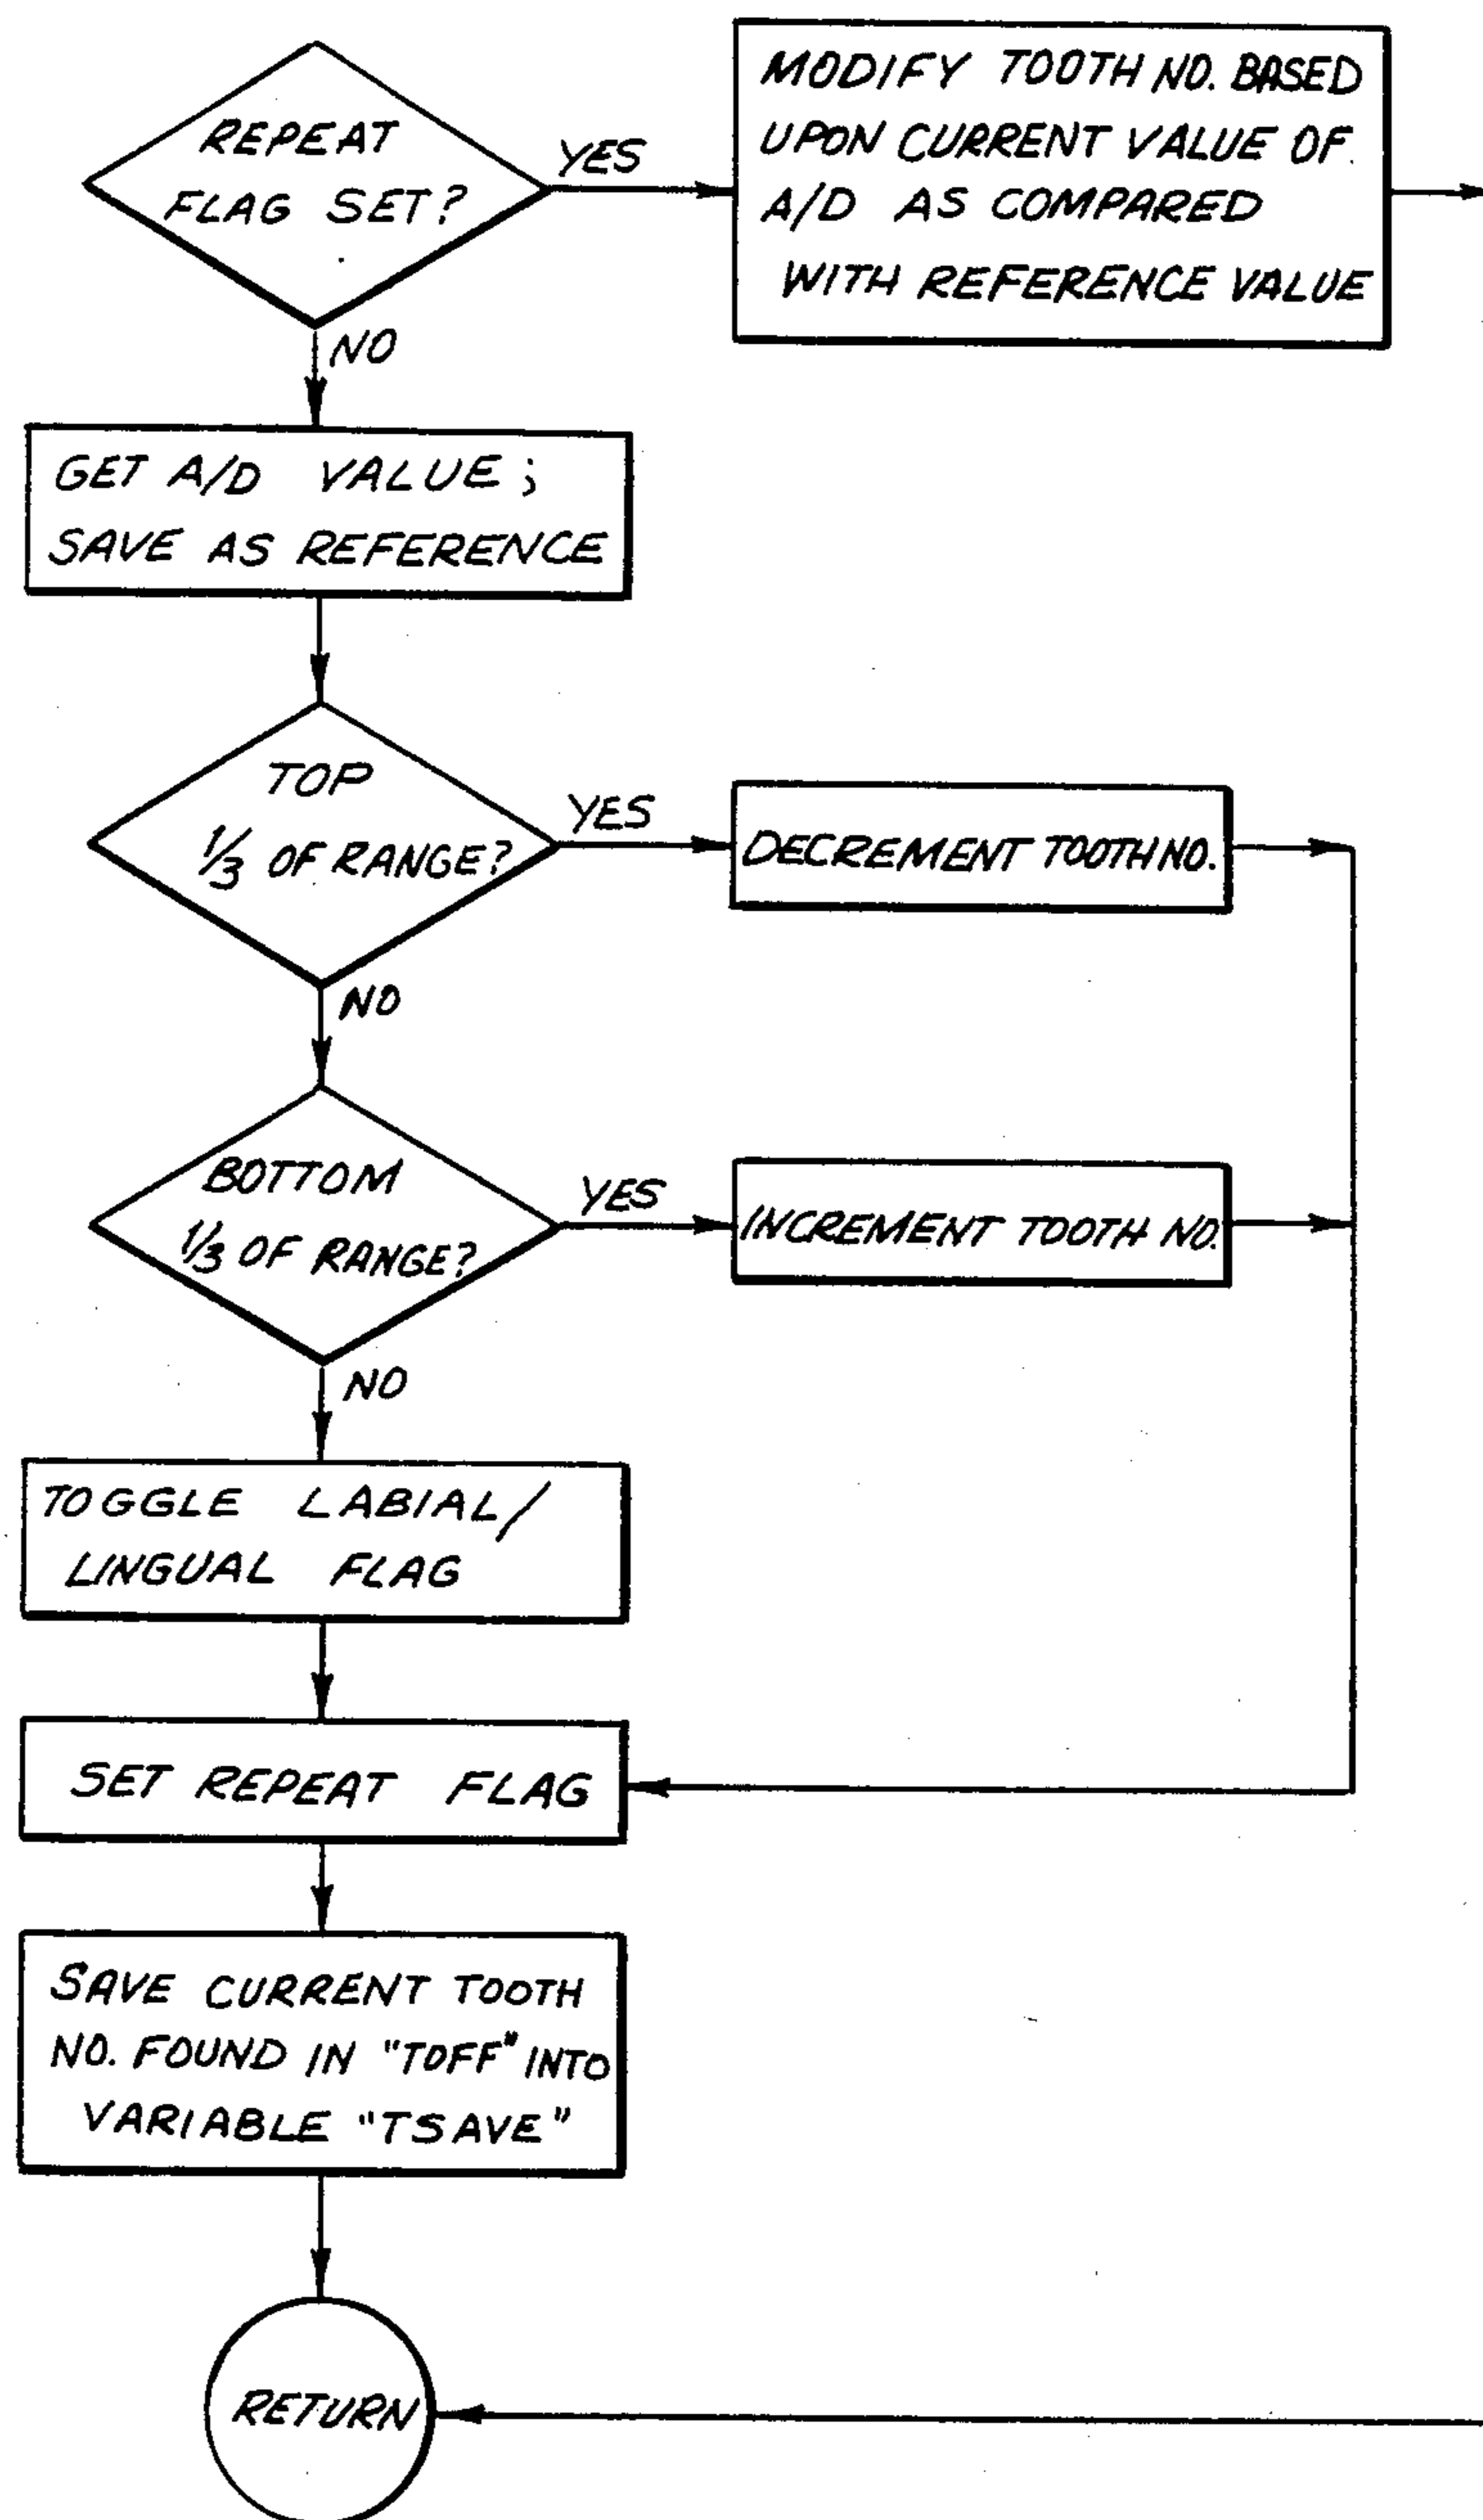 REPEAT
FLAG SET?
YES
MODIFY TOOTH NO. BASED
UPON CURRENT VALUE OF
A/D AS COMPARED
WITH REFERENCE VALUE
NO
GET A/D VALUE;
SAVE AS REFERENCE
TOP
1/3 OF RANGE?
YES
DECREMENT TOOTH NO.
NO
BOTTOM
1/3 OF RANGE?
YES
INCREMENT TOOTH NO.
NO
TOGGLE LABIAL/
LINGUAL FLAG
SET REPEAT FLAG
SAVE CURRENT TOOTH
NO. FOUND IN "TOFF" INTO
VARIABLE "TSAVE"
RETURN